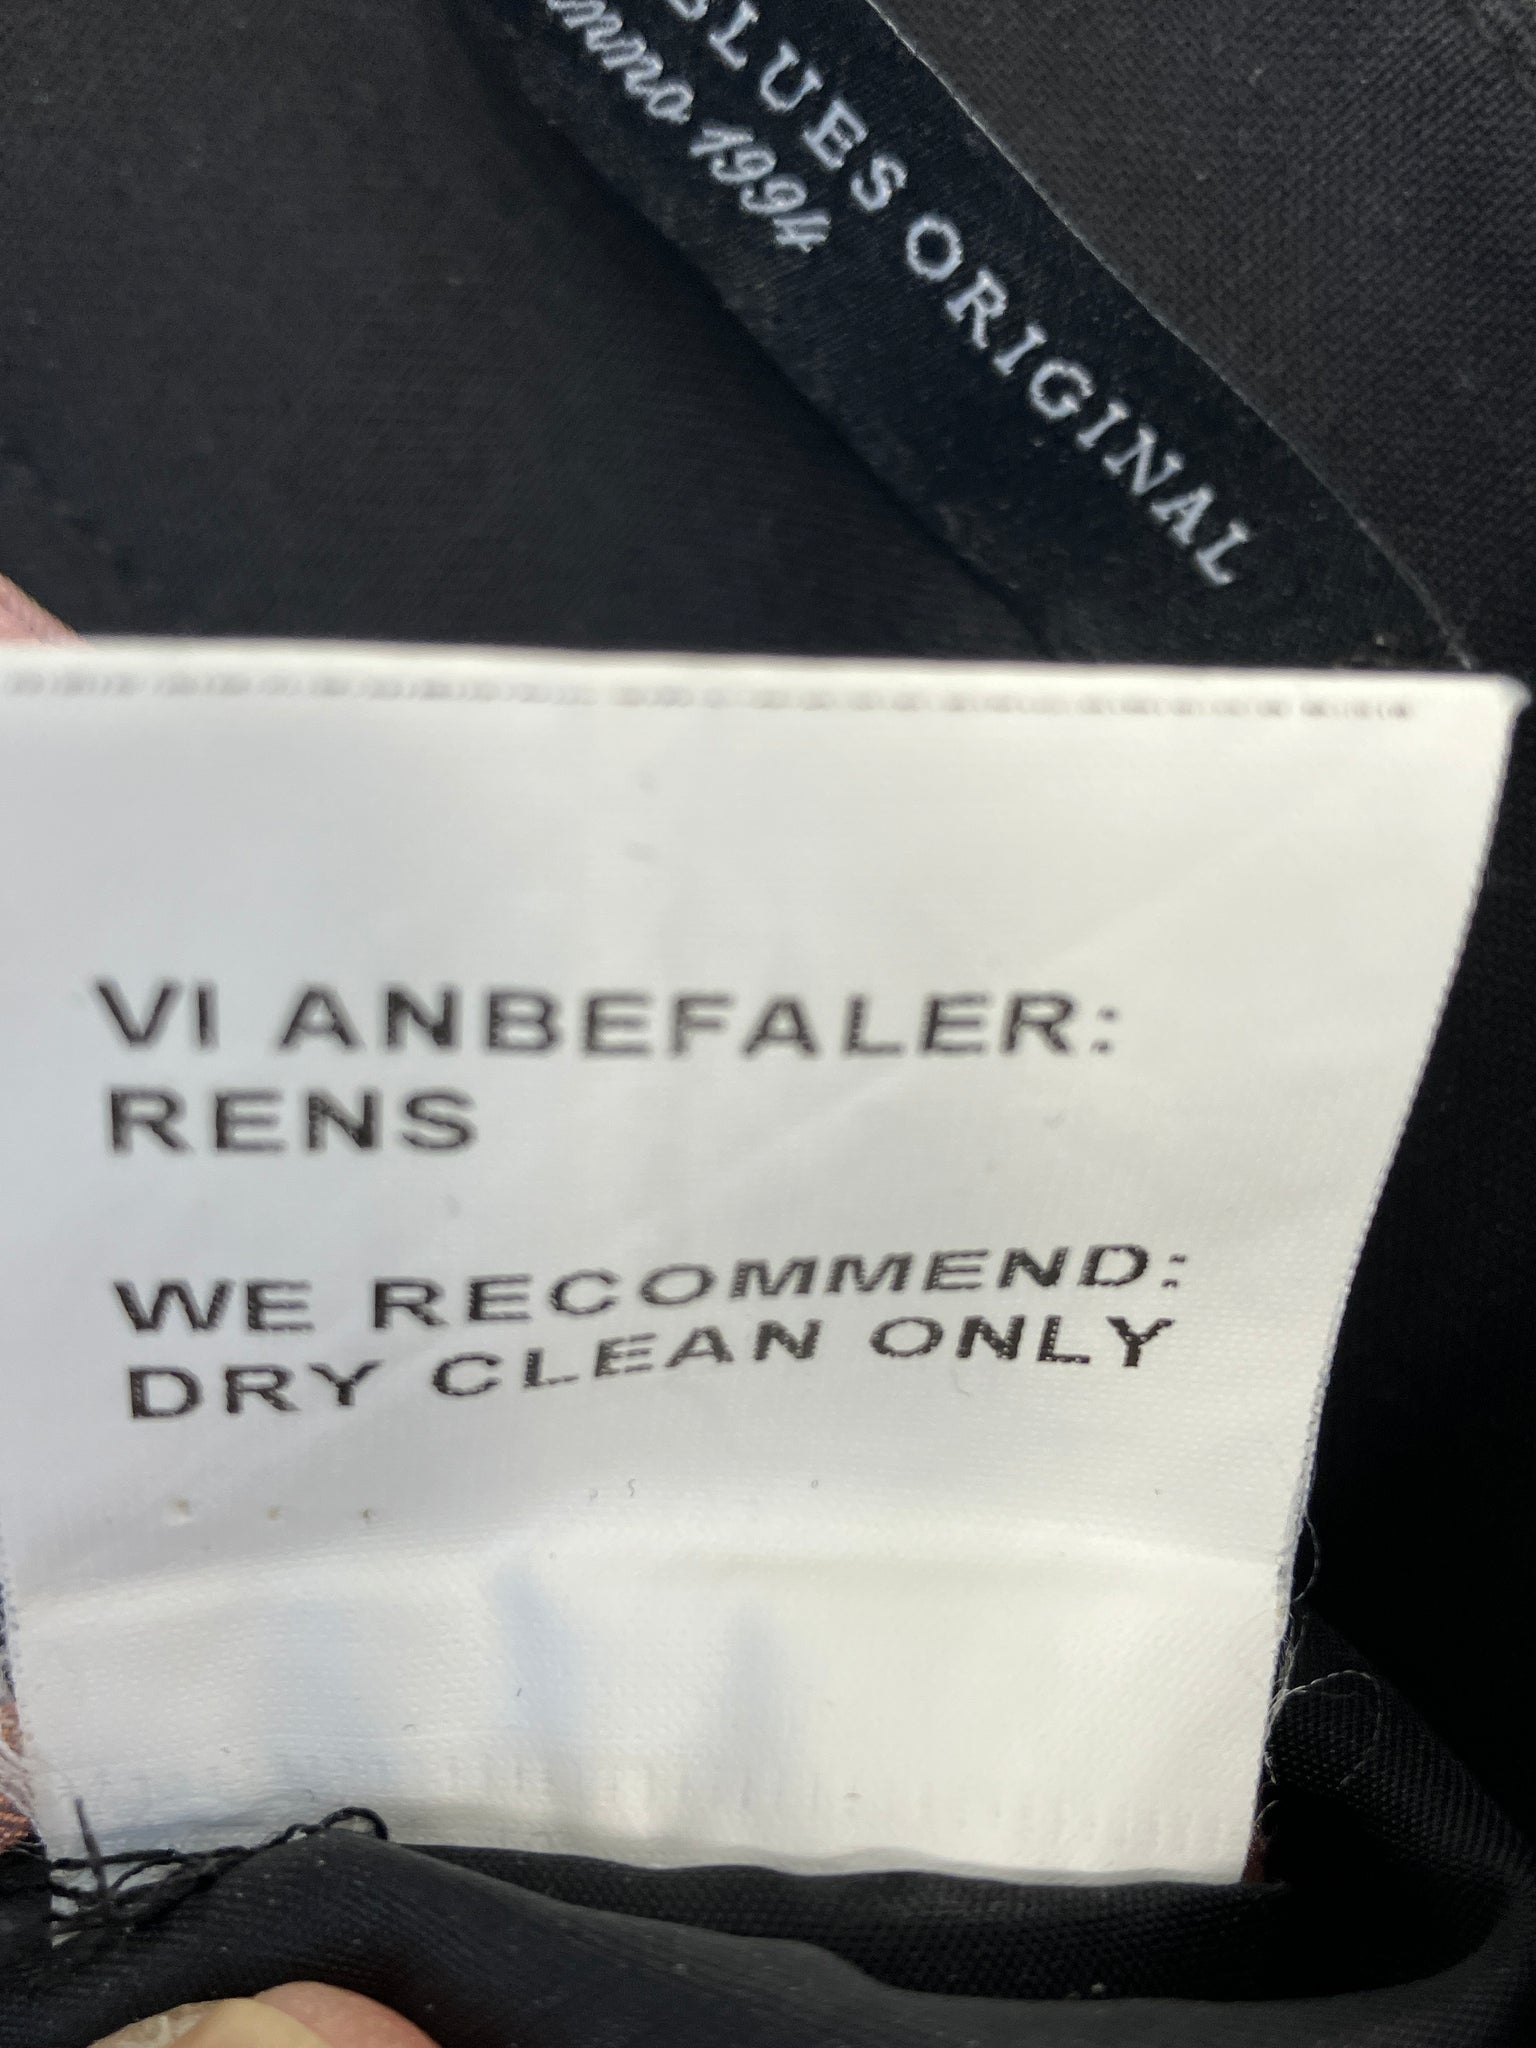 BLUES ORIGINAL
1994
VI ANBEFALER:
RENS
WE RECOMMEND:
DRY CLEAN ONLY